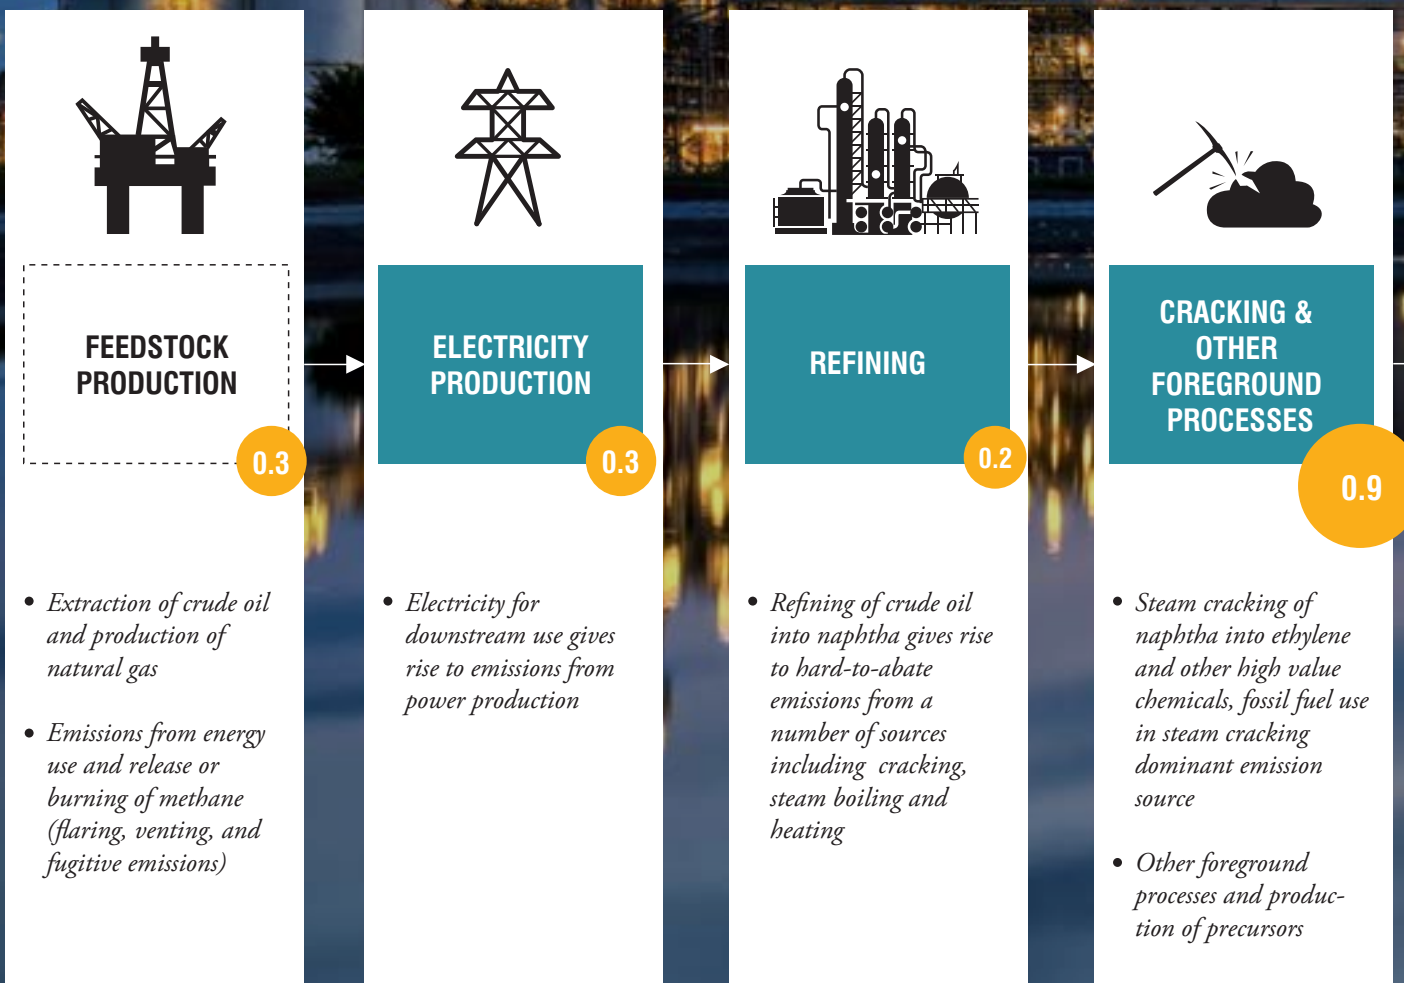 FEEDSTOCK
PRODUCTION
0.3
• Extraction of crude oil
and production of
natural gas
• Emissions from energy
use and release or
burning of methane
(flaring, venting, and
fugitive emissions)
ELECTRICITY
PRODUCTION
0.3
• Electricity for
downstream use gives
rise to emissions from
power production
REFINING
0.2
• Refining of crude oil
into naphtha gives rise
to hard-to-abate
emissions from a
number of sources
including cracking,
steam boiling and
heating
CRACKING &
OTHER
FOREGROUND
PROCESSES
0.9
• Steam cracking of
naphtha into ethylene
and other high value
chemicals, fossil fuel use
in steam cracking
dominant emission
source
• Other foreground
processes and produc-
tion of precursors